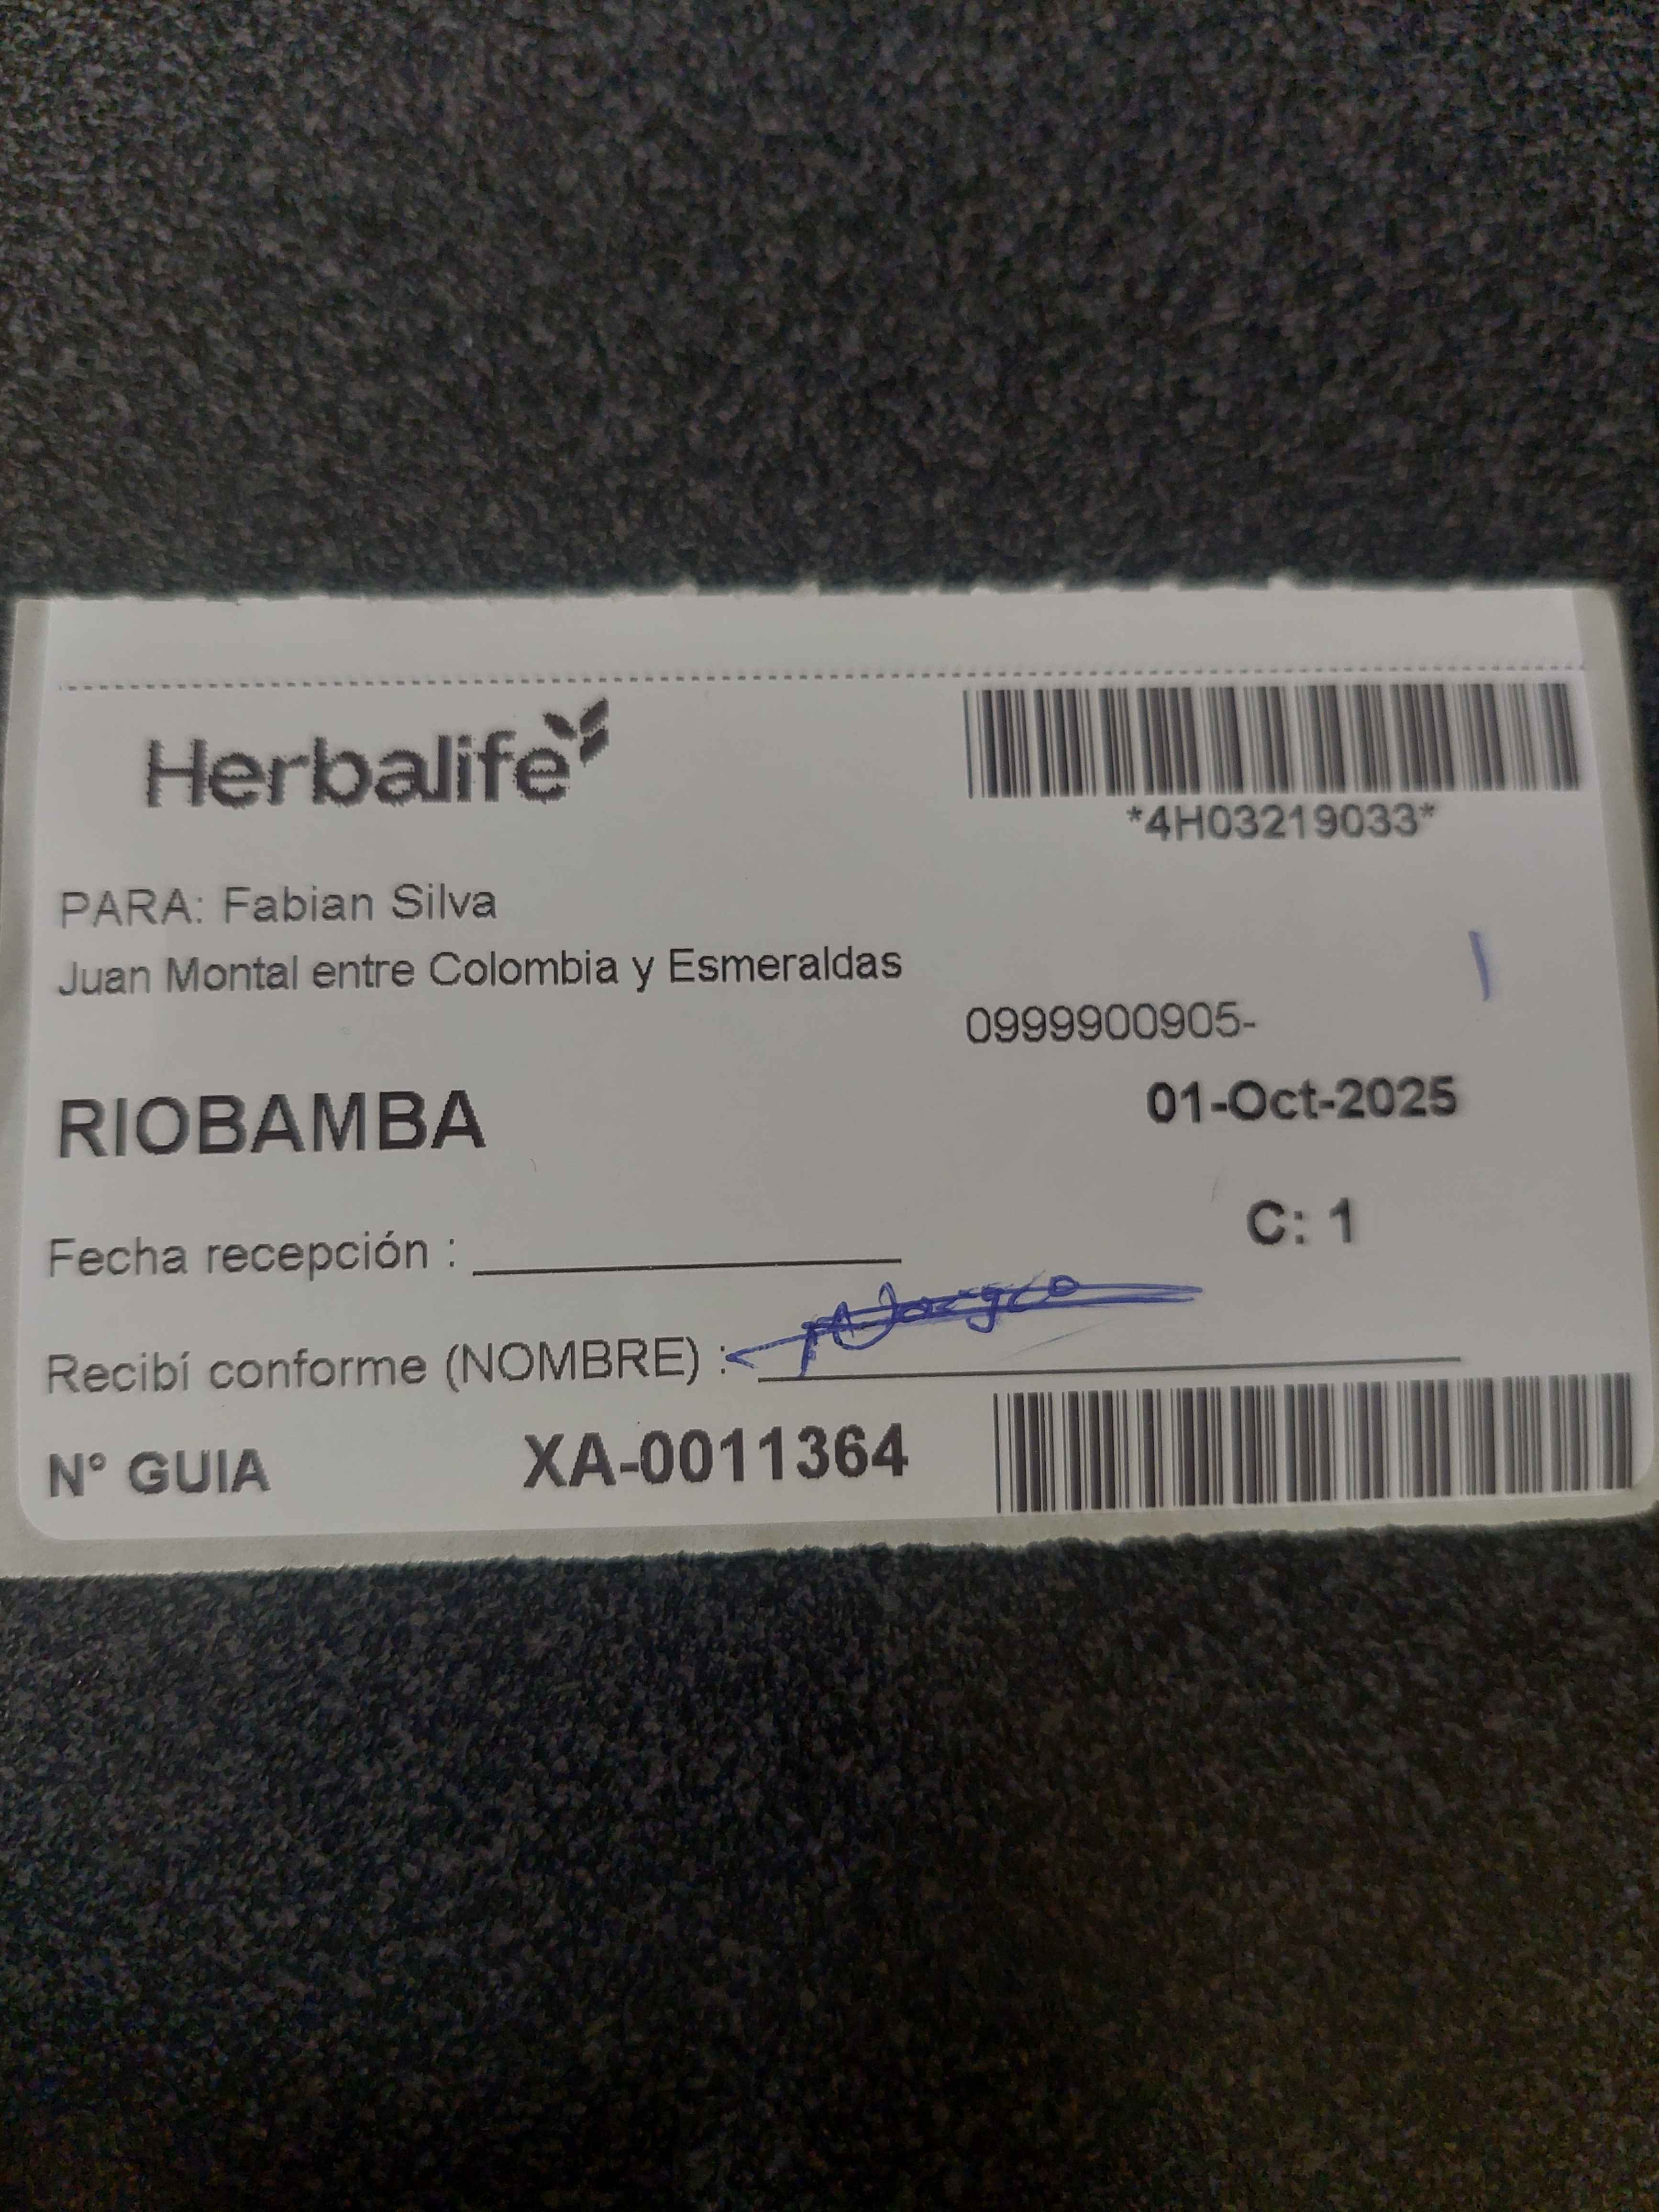 Herbalife
*4H03219033*
PARA: Fabian Silva
Juan Montal entre Colombia y Esmeraldas
0999900905-
RIOBAMBA
01-Oct-2025
C: 1
Fecha recepción :
Recibí conforme (NOMBRE) :
N° GUIA XA-0011364